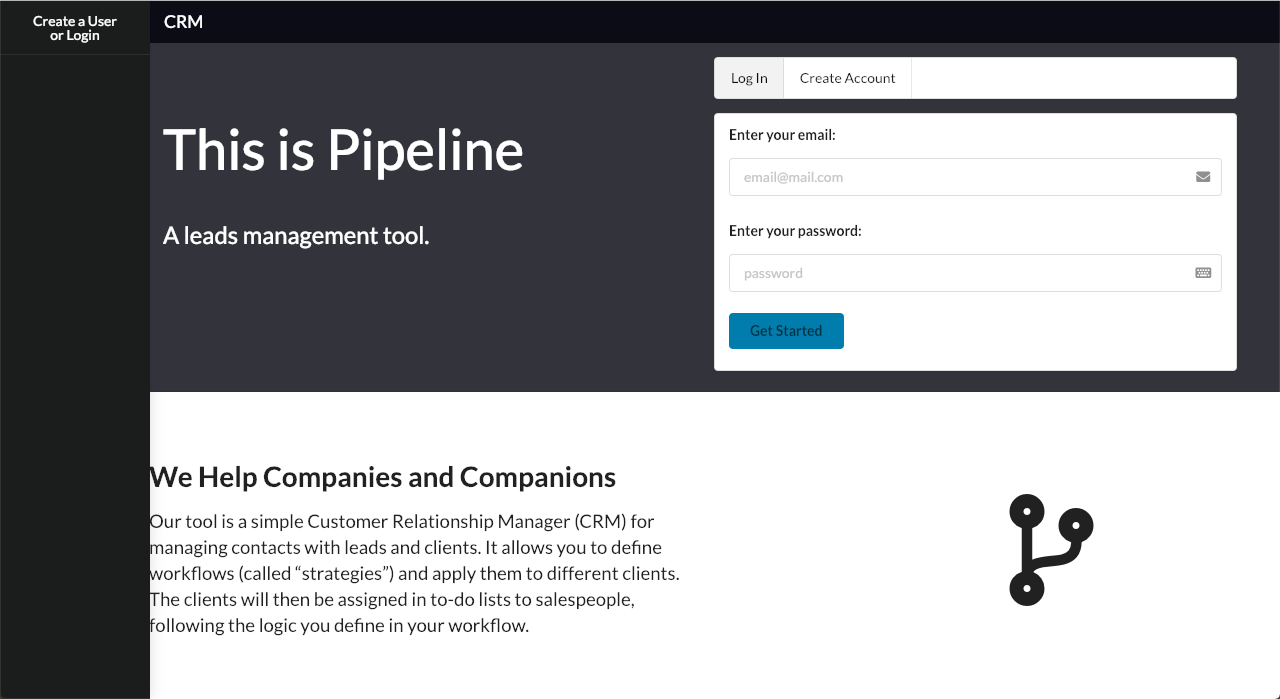 Create a User
or Login
CRM
This is Pipeline
A leads management tool.
Log In
Create Account
Enter your email:
email@mail.com
Enter your password:
password
Get Started
We Help Companies and Companions
Our tool is a simple Customer Relationship Manager (CRM) for
managing contacts with leads and clients. It allows you to define
workflows (called “strategies”) and apply them to different clients.
The clients will then be assigned in to-do lists to salespeople,
following the logic you define in your workflow.